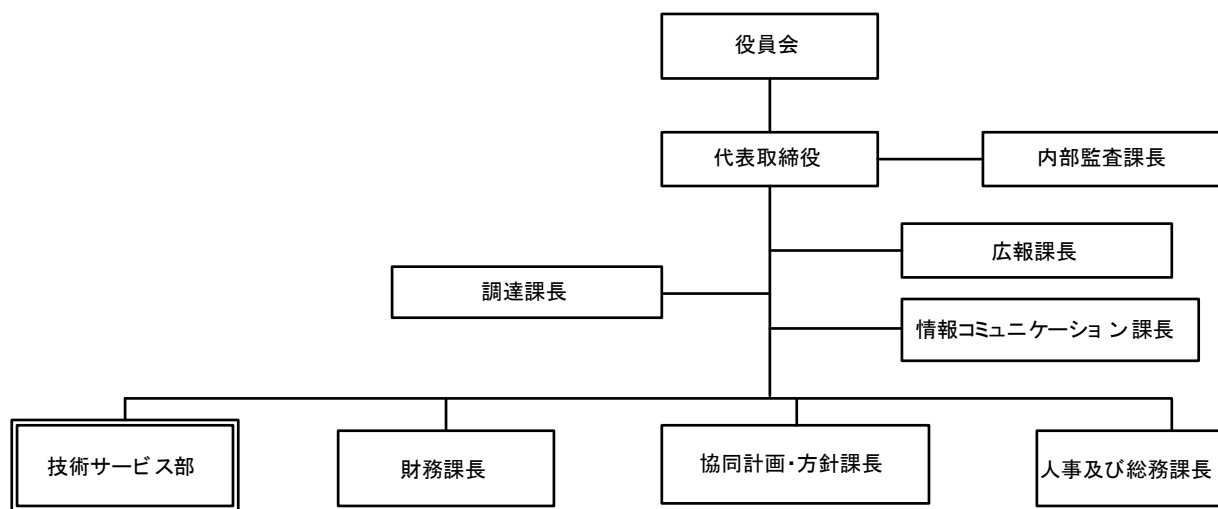 役員会
代表取締役
内部監査課長
広報課長
調達課長
情報コミュニケーション課長
技術サービス部
財務課長
協同計画・方針課長
人事及び総務課長